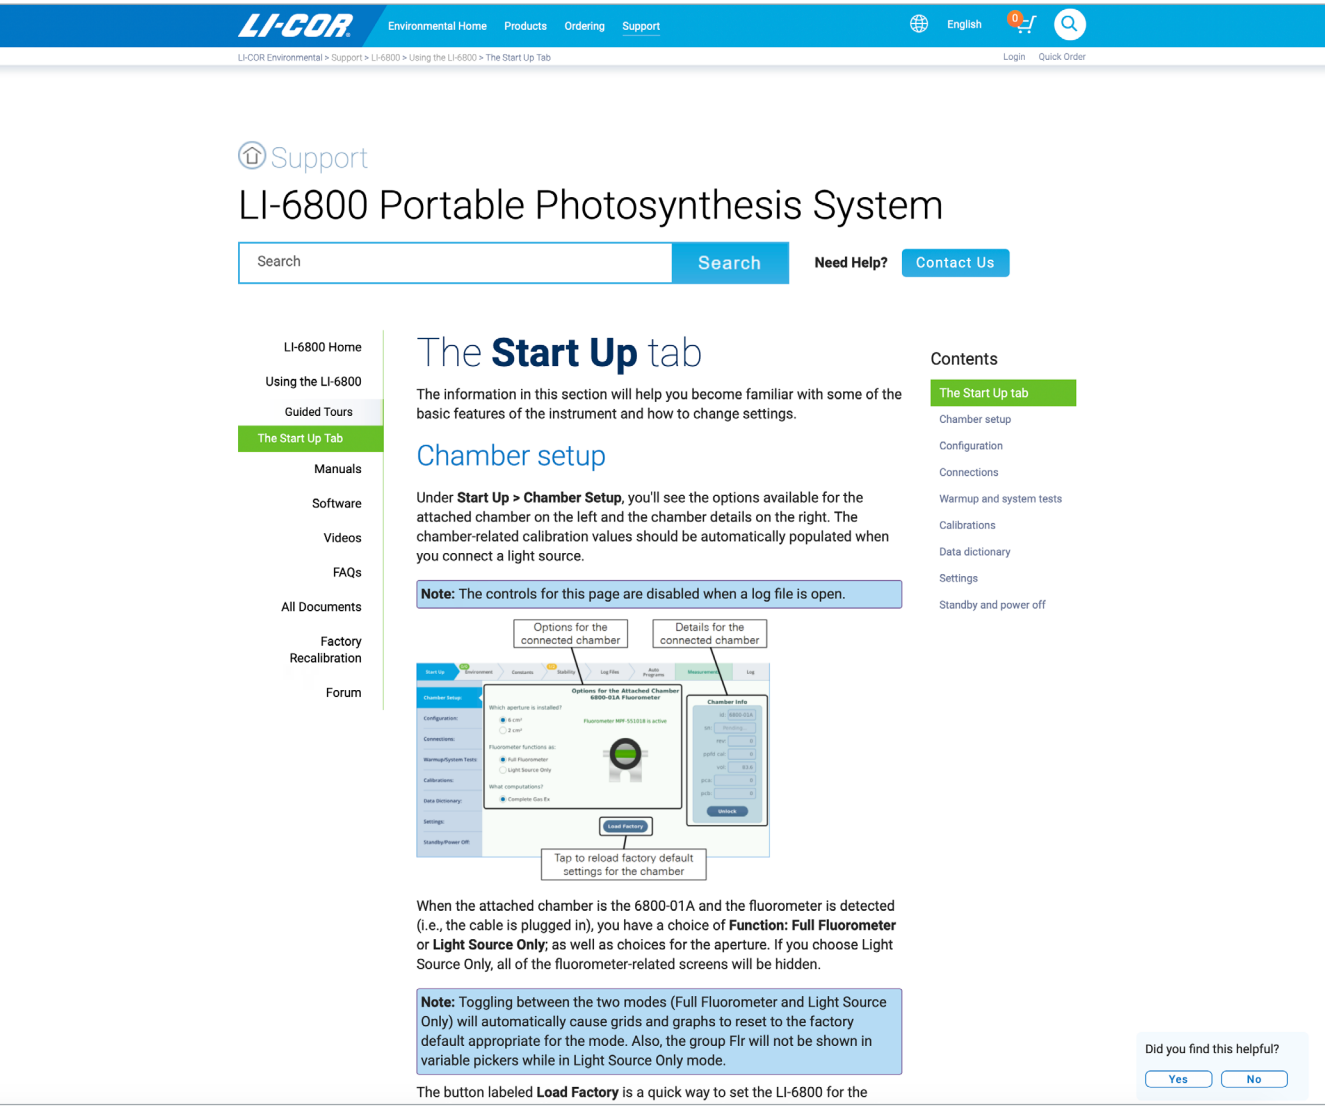 LI-COR
Environmental Home Products Ordering Support
English
0
LI-COR Environmental > Support > LI-6800 > Using the LI-6800 > The Start Up Tab
Login Quick Order
Support
LI-6800 Portable Photosynthesis System
Search
Search
Need Help?
Contact Us
LI-6800 Home
Using the LI-6800
Guided Tours
The Start Up Tab
Manuals
Software
Videos
FAQs
All Documents
Factory
Recalibration
Forum
The Start Up tab
The information in this section will help you become familiar with some of the
basic features of the instrument and how to change settings.
Chamber setup
Under Start Up > Chamber Setup, you'll see the options available for the
attached chamber on the left and the chamber details on the right. The
chamber-related calibration values should be automatically populated when
you connect a light source.
Note: The controls for this page are disabled when a log file is open.
Options for the
connected chamber
Details for the
connected chamber
Start Up
Environment
Constants
Stability
Log Files
Auto
Programs
Measurements
Log
Chamber Setup:
Configuration:
Connections:
Warmup/System Tests:
Calibrations:
Data Dictionary:
Settings:
Standby/Power Off:
Options for the Attached Chamber
6800-01A Fluorometer
Which aperture is installed?
6 cm²
2 cm²
Fluorometer MPF-551018 is active
Fluorometer functions as:
Full Fluorometer
Light Source Only
What computations?
Complete Gas Ex
Chamber Info
id: 6800-01A
rev: 0
vol:
0
0
Unlock
Load Factory
Tap to reload factory default
settings for the chamber
When the attached chamber is the 6800-01A and the fluorometer is detected
(i.e., the cable is plugged in), you have a choice of Function: Full Fluorometer
or Light Source Only; as well as choices for the aperture. If you choose Light
Source Only, all of the fluorometer-related screens will be hidden.
Note: Toggling between the two modes (Full Fluorometer and Light Source
Only) will automatically cause grids and graphs to reset to the factory
default appropriate for the mode. Also, the group Flr will not be shown in
variable pickers while in Light Source Only mode.
The button labeled Load Factory is a quick way to set the LI-6800 for the
Contents
The Start Up tab
Chamber setup
Configuration
Connections
Warmup and system tests
Calibrations
Data dictionary
Settings
Standby and power off
Did you find this helpful?
Yes No